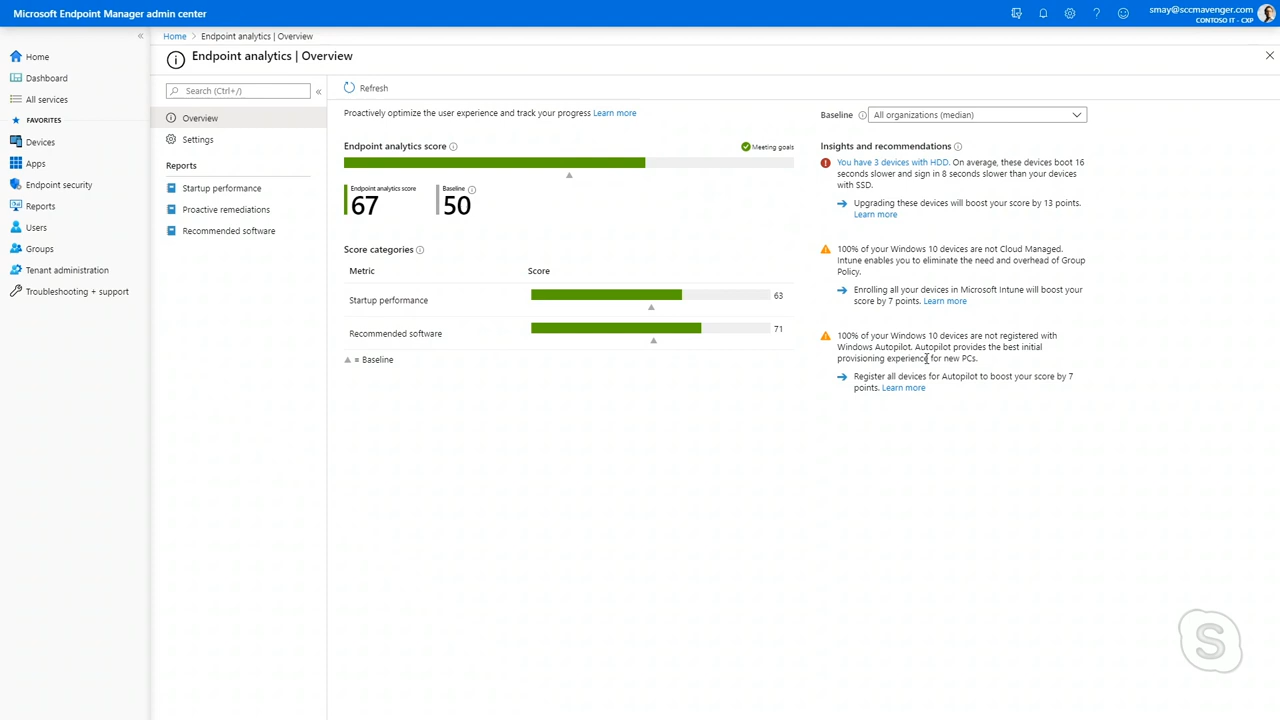 Microsoft Endpoint Manager admin center
smay@sccmavenger.com
CONTOSO IT - CXP
Home
Dashboard
All services
FAVORITES
Devices
Apps
Endpoint security
Reports
Users
Groups
Tenant administration
Troubleshooting + support
Home > Endpoint analytics | Overview
Endpoint analytics | Overview
Search (Ctrl+/)
Overview
Settings
Reports
Startup performance
Proactive remediations
Recommended software
Refresh
Proactively optimize the user experience and track your progress Learn more
Endpoint analytics score
Meeting goals
Endpoint analytics score
67
Baseline
50
Score categories
Metric Score
Startup performance 63
Recommended software 71
= Baseline
Baseline All organizations (median)
Insights and recommendations
You have 3 devices with HDD. On average, these devices boot 16
seconds slower and sign in 8 seconds slower than your devices
with SSD.
Upgrading these devices will boost your score by 13 points.
Learn more
100% of your Windows 10 devices are not Cloud Managed.
Intune enables you to eliminate the need and overhead of Group
Policy.
Enrolling all your devices in Microsoft Intune will boost your
score by 7 points. Learn more
100% of your Windows 10 devices are not registered with
Windows Autopilot. Autopilot provides the best initial
provisioning experience for new PCs.
Register all devices for Autopilot to boost your score by 7
points. Learn more
S